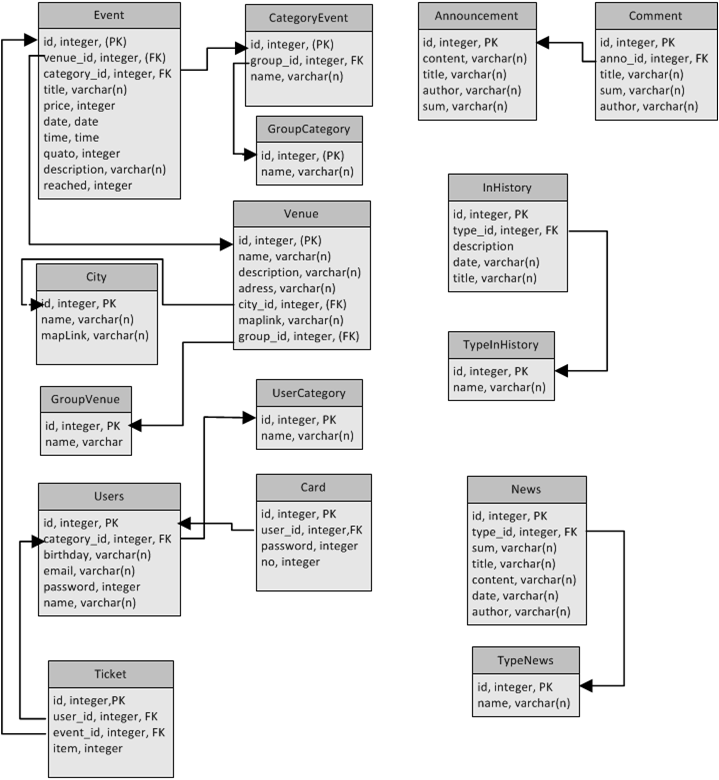 Event
id, integer, (PK)
venue_id, integer, (FK)
category_id, integer, FK
title, varchar(n)
price, integer
date, date
time, time
quato, integer
description, varchar(n)
reached, integer
CategoryEvent
id, integer, (PK)
group_id, integer, FK
name, varchar(n)
GroupCategory
id, integer, (PK)
name, varchar(n)
Venue
id, integer, (PK)
name, varchar(n)
description, varchar(n)
adress, varchar(n)
city_id, integer, (FK)
maplink, varchar(n)
group_id, integer, (FK)
City
id, integer, PK
name, varchar(n)
mapLink, varchar(n)
GroupVenue
id, integer, PK
name, varchar
UserCategory
id, integer, PK
name, varchar(n)
Users
id, integer, PK
category_id, integer, FK
birthday, varchar(n)
email, varchar(n)
password, integer
name, varchar(n)
Card
id, integer, PK
user_id, integer,FK
password, integer
no, integer
Ticket
id, integer,PK
user_id, integer, FK
event_id, integer, FK
item, integer
Announcement
id, integer, PK
content, varchar(n)
title, varchar(n)
author, varchar(n)
sum, varchar(n)
Comment
id, integer, PK
anno_id, integer, FK
title, varchar(n)
sum, varchar(n)
author, varchar(n)
InHistory
id, integer, PK
type_id, integer, FK
description
date, varchar(n)
title, varchar(n)
TypeInHistory
id, integer, PK
name, varchar(n)
News
id, integer, PK
type_id, integer, FK
sum, varchar(n)
title, varchar(n)
content, varchar(n)
date, varchar(n)
author, varchar(n)
TypeNews
id, integer, PK
name, varchar(n)